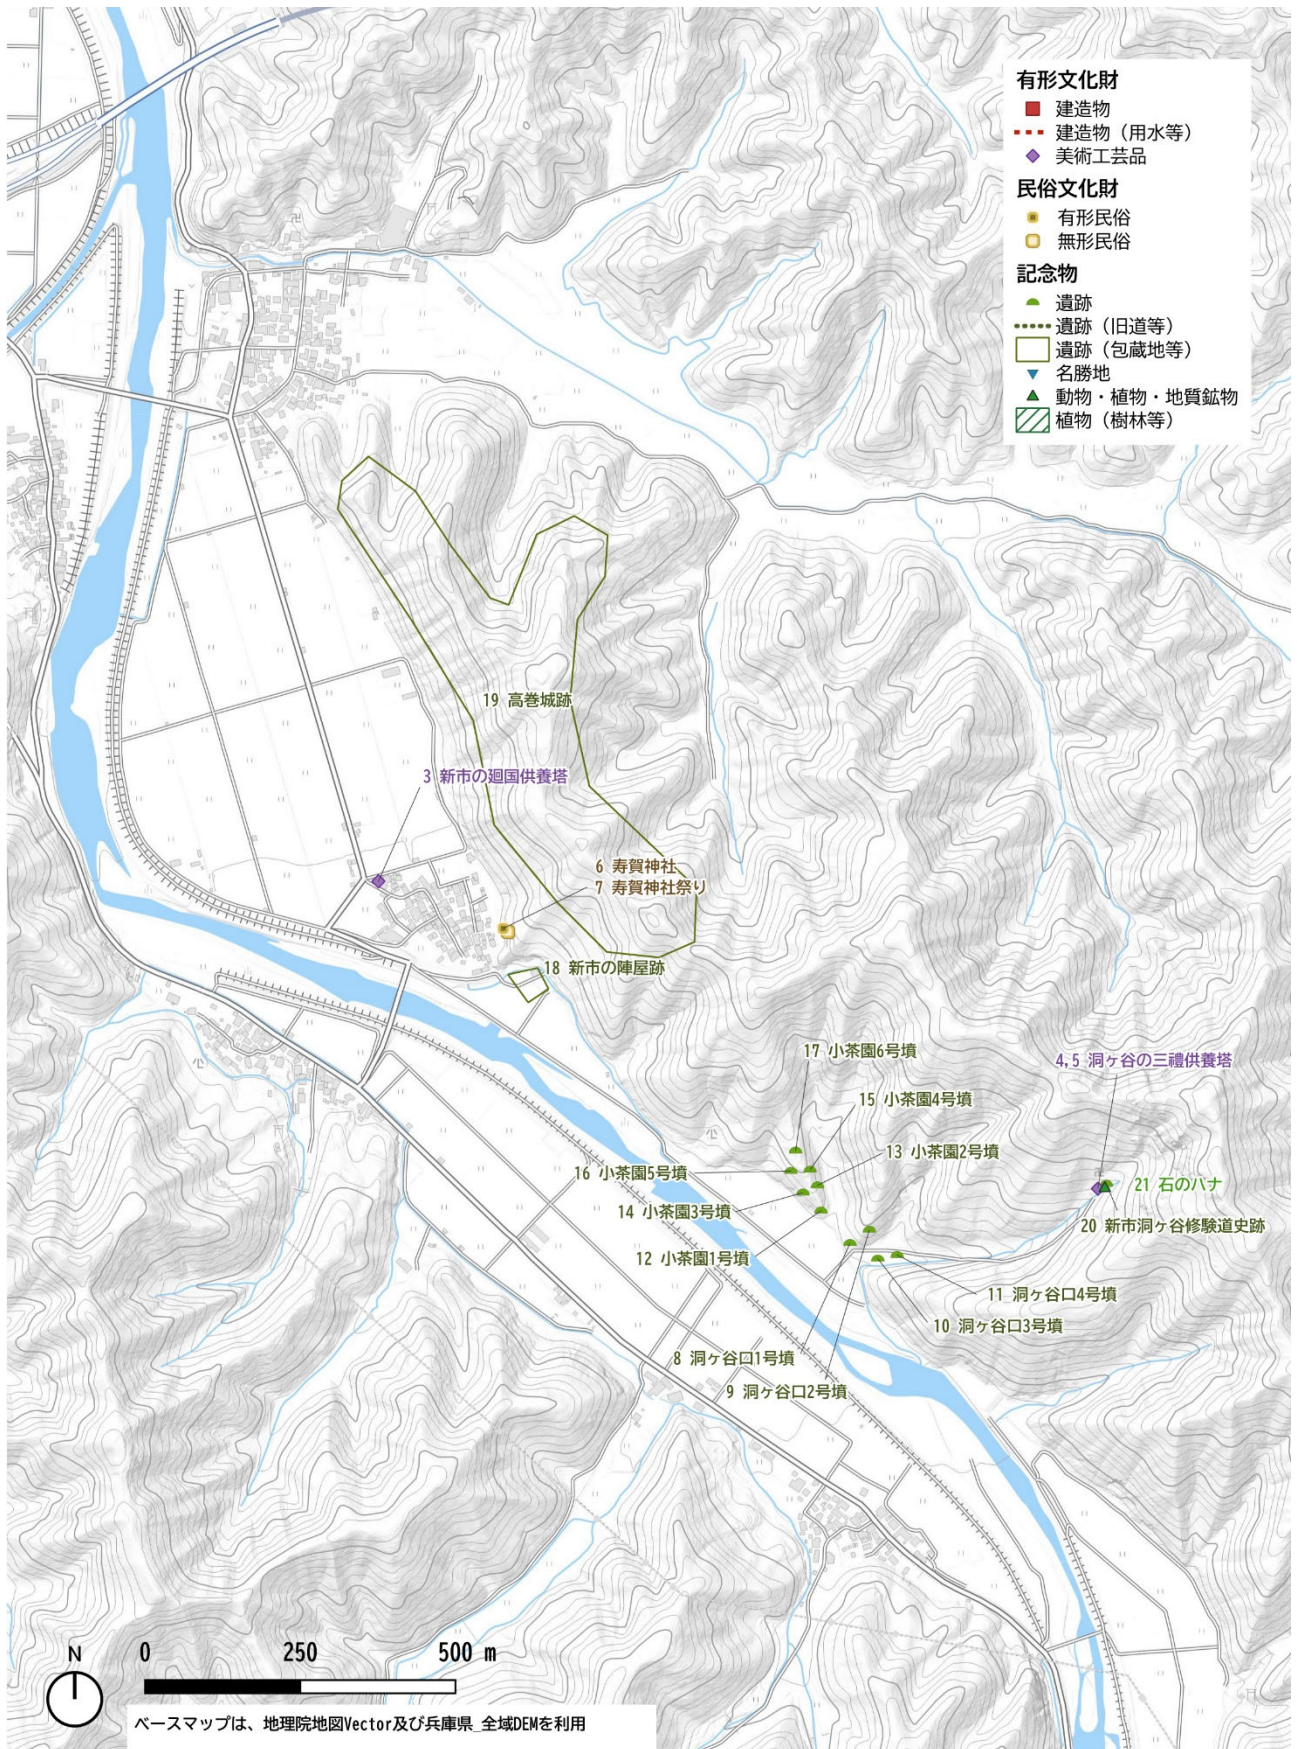 有形文化財
建造物
建造物（用水等）
美術工芸品
民俗文化財
有形民俗
無形民俗
記念物
遺跡
遺跡（旧道等）
遺跡（包蔵地等）
名勝地
動物・植物・地質鉱物
植物（樹林等）
19 高巻城跡
3 新市の廻国供養塔
6 寿賀神社
7 寿賀神社祭り
18 新市の陣屋跡
17 小茶園6号墳
4,5 洞ヶ谷の三禮供養塔
15 小茶園4号墳
13 小茶園2号墳
16 小茶園5号墳
21 石のハナ
14 小茶園3号墳
20 新市洞ヶ谷修験道史跡
12 小茶園1号墳
11 洞ヶ谷口4号墳
10 洞ヶ谷口3号墳
8 洞ヶ谷口1号墳
9 洞ヶ谷口2号墳
N
0 250 500 m
ベースマップは、地理院地図Vector及び兵庫県_全域DEMを利用